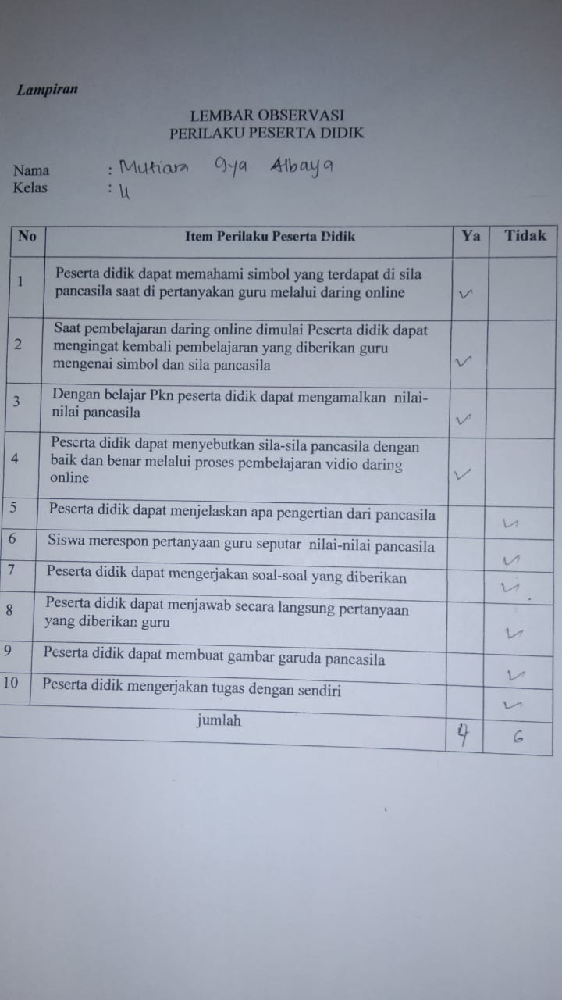 Lampiran
LEMBAR OBSERVASI
PERILAKU PESERTA DIDIK
Nama : Mutiara Gya Albaya
Kelas : II
No Item Perilaku Peserta Didik Ya Tidak
1 Peserta didik dapat memahami simbol yang terdapat di sila
pancasila saat di pertanyakan guru melalui daring online ✓
2 Saat pembelajaran daring online dimulai Peserta didik dapat
mengingat kembali pembelajaran yang diberikan guru
mengenai simbol dan sila pancasila ✓
3 Dengan belajar Pkn peserta didik dapat mengamalkan nilai-
nilai pancasila ✓
4 Peserta didik dapat menyebutkan sila-sila pancasila dengan
baik dan benar melalui proses pembelajaran vidio daring
online ✓
5 Peserta didik dapat menjelaskan apa pengertian dari pancasila ✓
6 Siswa merespon pertanyaan guru seputar nilai-nilai pancasila ✓
7 Peserta didik dapat mengerjakan soal-soal yang diberikan ✓
8 Peserta didik dapat menjawab secara langsung pertanyaan
yang diberikan guru ✓
9 Peserta didik dapat membuat gambar garuda pancasila ✓
10 Peserta didik mengerjakan tugas dengan sendiri ✓
jumlah 4 6